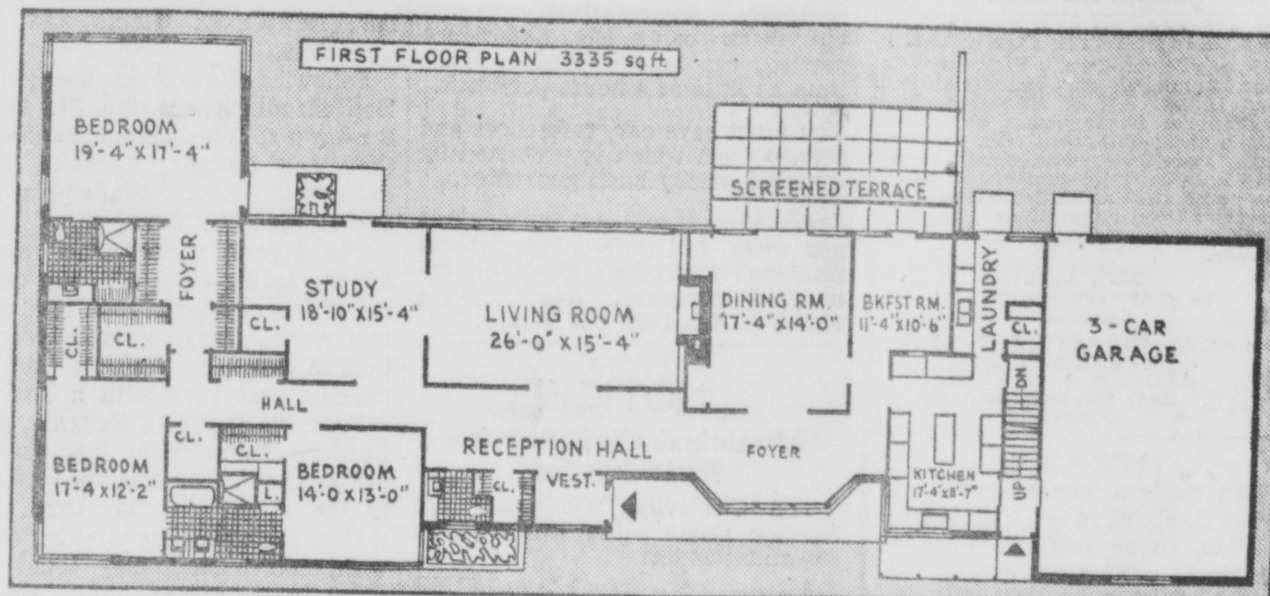 FIRST FLOOR PLAN 3335 sq ft.
BEDROOM
19'-4" X 17'-4"
SCREENED TERRACE
FOYER
STUDY
18'-10" X 15'-4"
LIVING ROOM
26'-0" X 15'-4"
DINING RM.
17'-4" X 14'-0"
BKFST RM.
11'-4" X 10'-6"
LAUNDRY
CL.
3-CAR
GARAGE
CL.
CL.
CL.
DN
HALL
CL.
CL.
RECEPTION HALL
FOYER
BEDROOM
17'-4 X 12'-2"
L.
BEDROOM
14'-0 X 13'-0"
CL.
VEST.
KITCHEN
17'-4" X 8'-7"
UP